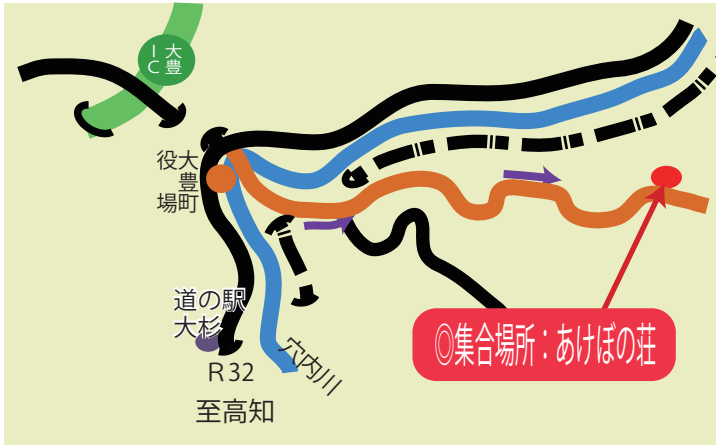 大豊
IC
大豊町
役場
道の駅
大杉
R32
至高知
穴内川
◎集合場所：あけぼの荘